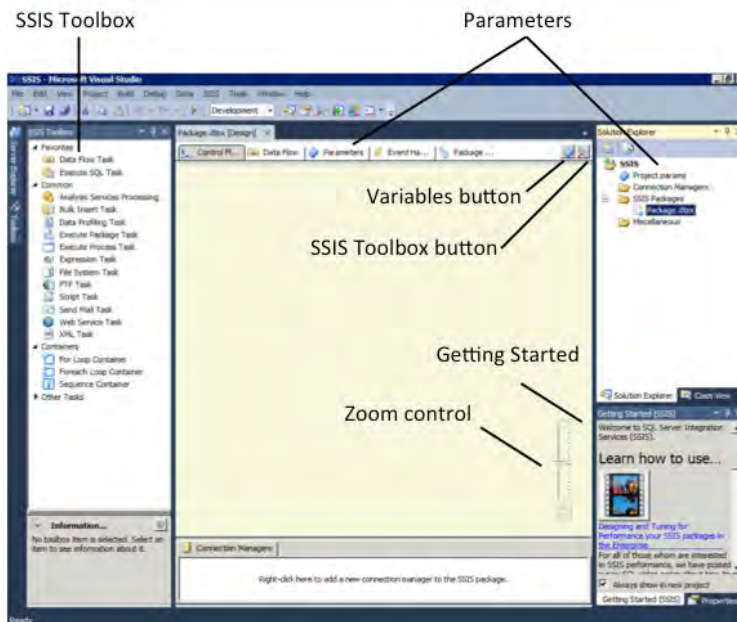 SSIS Toolbox
Parameters
SSIS - Microsoft Visual Studio
File Edit View Project Build Debug Data SSIS Tools Window Help
Development
SSIS Toolbox
Package.dtsx [Design]
Solution Explorer
Server Explorer
Toolbox
Favorites
Data Flow Task
Execute SQL Task
Common
Analysis Services Processing
Bulk Insert Task
Data Profiling Task
Execute Package Task
Execute Process Task
Expression Task
File System Task
FTP Task
Script Task
Send Mail Task
Web Service Task
XML Task
Containers
For Loop Container
Foreach Loop Container
Sequence Container
Other Tasks
Control Fl... Data Flow Parameters Event Ha... Package ...
Variables button
SSIS Toolbox button
Getting Started
Zoom control
SSIS
Project.params
Connection Managers
SSIS Packages
Package.dtsx
Miscellaneous
Solution Explorer Class View
Getting Started (SSIS)
Welcome to SQL Server Integration
Services (SSIS).
Learn how to use...
Designing and Tuning for
Performance your SSIS packages in
the Enterprise
For all of those whom are interested
in SSIS performance, we have posted
Always show in new project
Getting Started (SSIS) Properties
Information...
No toolbox item is selected. Select an
item to see information about it.
Connection Managers
Right-click here to add a new connection manager to the SSIS package.
Ready